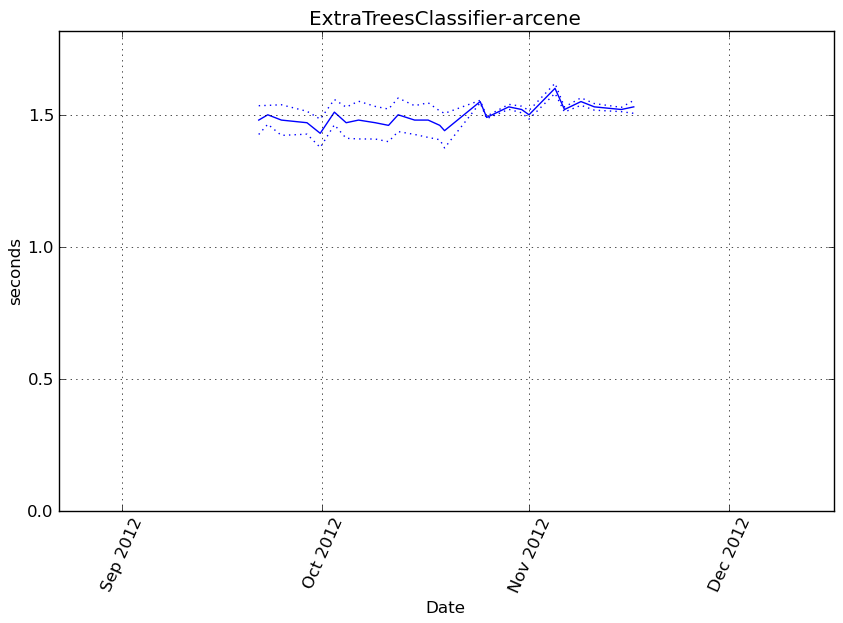 ExtraTreesClassifier-arcene
seconds
1.5
1.0
0.5
0.0
Sep 2012
Oct 2012
Nov 2012
Dec 2012
Date